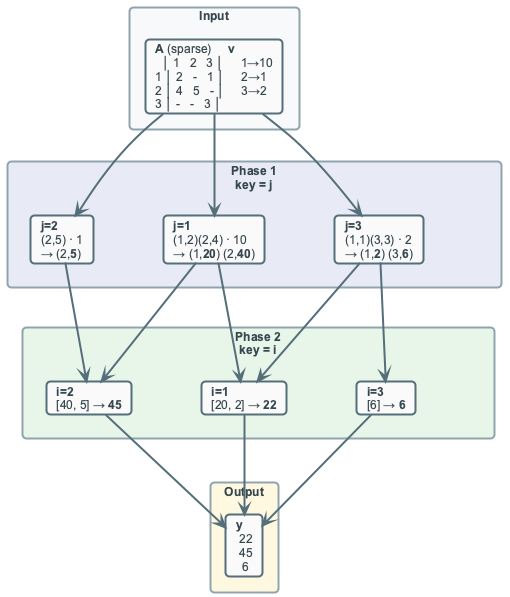 Input
A (sparse) v
| 1 2 3 | 1→10
1 | 2 - 1 | 2→1
2 | 4 5 - | 3→2
3 | - - 3 |
Phase 1
key = j
j=2
(2,5) · 1
→ (2,5)
j=1
(1,2)(2,4) · 10
→ (1,20) (2,40)
j=3
(1,1)(3,3) · 2
→ (1,2) (3,6)
Phase 2
key = i
i=2
[40, 5] → 45
i=1
[20, 2] → 22
i=3
[6] → 6
Output
y
22
45
6